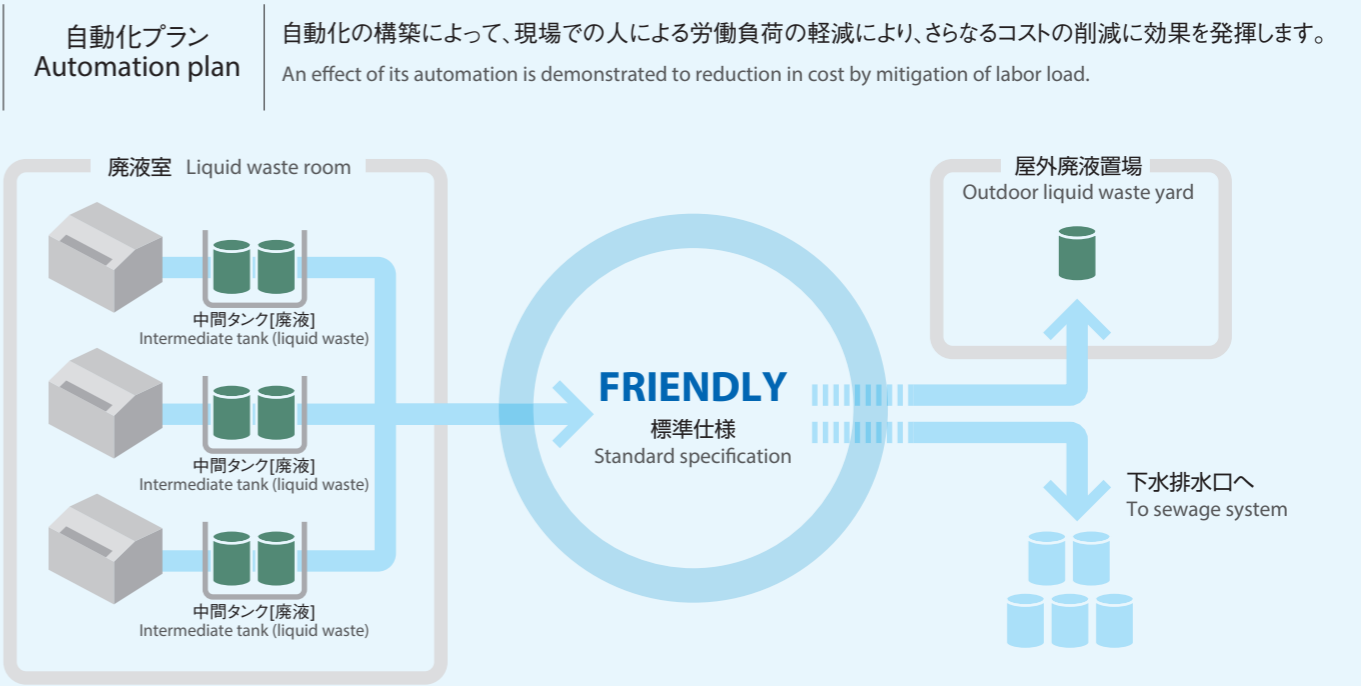 自動化プラン
Automation plan
自動化の構築によって、現場での人による労働負荷の軽減により、さらなるコストの削減に効果を発揮します。
An effect of its automation is demonstrated to reduction in cost by mitigation of labor load.
廃液室 Liquid waste room
中間タンク[廃液]
Intermediate tank (liquid waste)
中間タンク[廃液]
Intermediate tank (liquid waste)
中間タンク[廃液]
Intermediate tank (liquid waste)
FRIENDLY
標準仕様
Standard specification
屋外廃液置場
Outdoor liquid waste yard
下水排水口へ
To sewage system